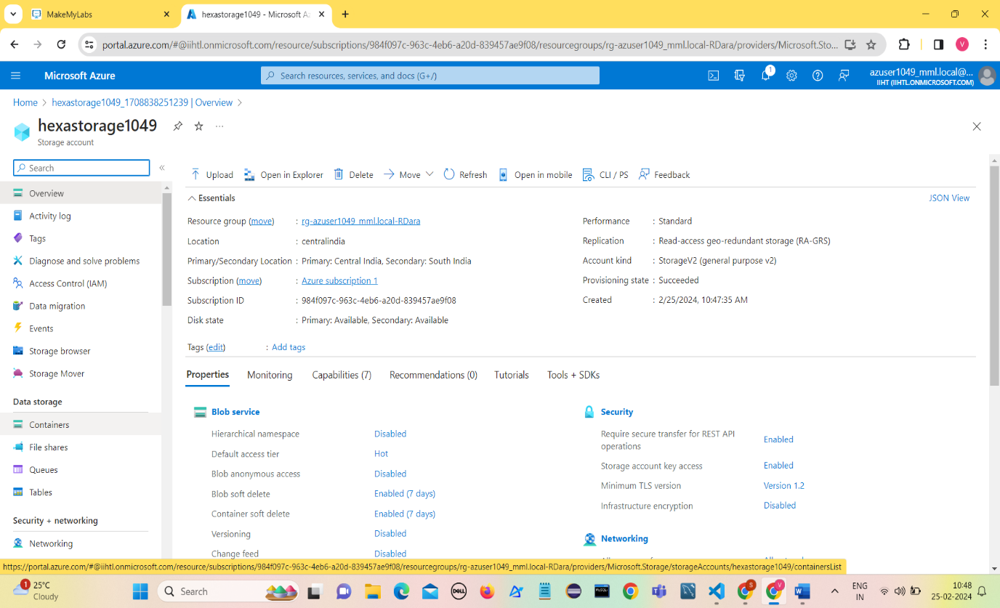 MakeMyLabs
hexastorage1049 - Microsoft Az
portal.azure.com/#@iihtl.onmicrosoft.com/resource/subscriptions/984f097c-963c-4eb6-a20d-839457ae9f08/resourcegroups/rg-azuser1049_mml.local-RDara/providers/Microsoft.Sto...
V
Microsoft Azure
Search resources, services, and docs (G+/)
1
azuser1049_mml.local@...
IIHT (IIHTL.ONMICROSOFT.COM)
Home > hexastorage1049_1708838251239 | Overview >
hexastorage1049
Storage account
Search
Upload Open in Explorer Delete Move Refresh Open in mobile CLI / PS Feedback
Overview
Activity log
Tags
Diagnose and solve problems
Access Control (IAM)
Data migration
Events
Storage browser
Storage Mover
Data storage
Containers
File shares
Queues
Tables
Security + networking
Networking
Essentials
JSON View
Resource group (move) : rg-azuser1049_mml.local-RDara
Location : centralindia
Primary/Secondary Location : Primary: Central India, Secondary: South India
Subscription (move) : Azure subscription 1
Subscription ID : 984f097c-963c-4eb6-a20d-839457ae9f08
Disk state : Primary: Available, Secondary: Available
Performance : Standard
Replication : Read-access geo-redundant storage (RA-GRS)
Account kind : StorageV2 (general purpose v2)
Provisioning state : Succeeded
Created : 2/25/2024, 10:47:35 AM
Tags (edit) : Add tags
Properties Monitoring Capabilities (7) Recommendations (0) Tutorials Tools + SDKs
Blob service
Hierarchical namespace Disabled
Default access tier Hot
Blob anonymous access Disabled
Blob soft delete Enabled (7 days)
Container soft delete Enabled (7 days)
Versioning Disabled
Change feed Disabled
Security
Require secure transfer for REST API
operations Enabled
Storage account key access Enabled
Minimum TLS version Version 1.2
Infrastructure encryption Disabled
Networking
https://portal.azure.com/#@iihtl.onmicrosoft.com/resource/subscriptions/984f097c-963c-4eb6-a20d-839457ae9f08/resourcegroups/rg-azuser1049_mml.local-RDara/providers/Microsoft.Storage/storageAccounts/hexastorage1049/containersList
1
25°C
Cloudy
Search
DELL
S
V
W
ENG
IN
10:48
25-02-2024